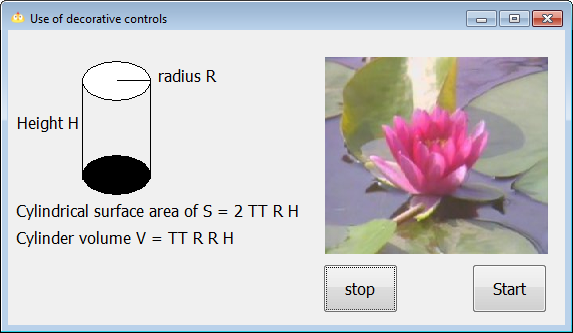 Use of decorative controls
radius R
Height H
Cylindrical surface area of S = 2 TT R H
Cylinder volume V = TT R R H
stop
Start